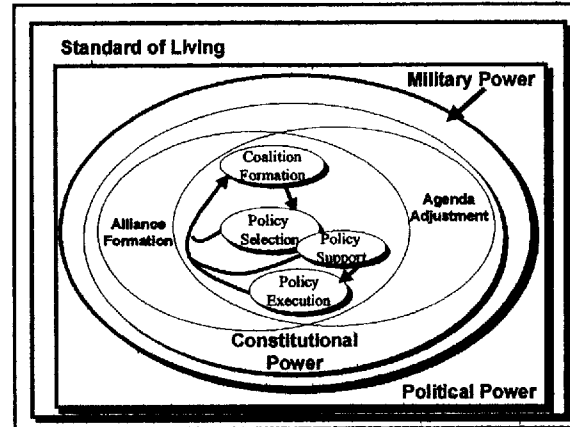 Standard of Living
Military Power
Coalition
Formation
Agenda
Adjustment
Alliance
Formation
Policy
Selection
Policy
Support
Policy
Execution
Constitutional
Power
Political Power